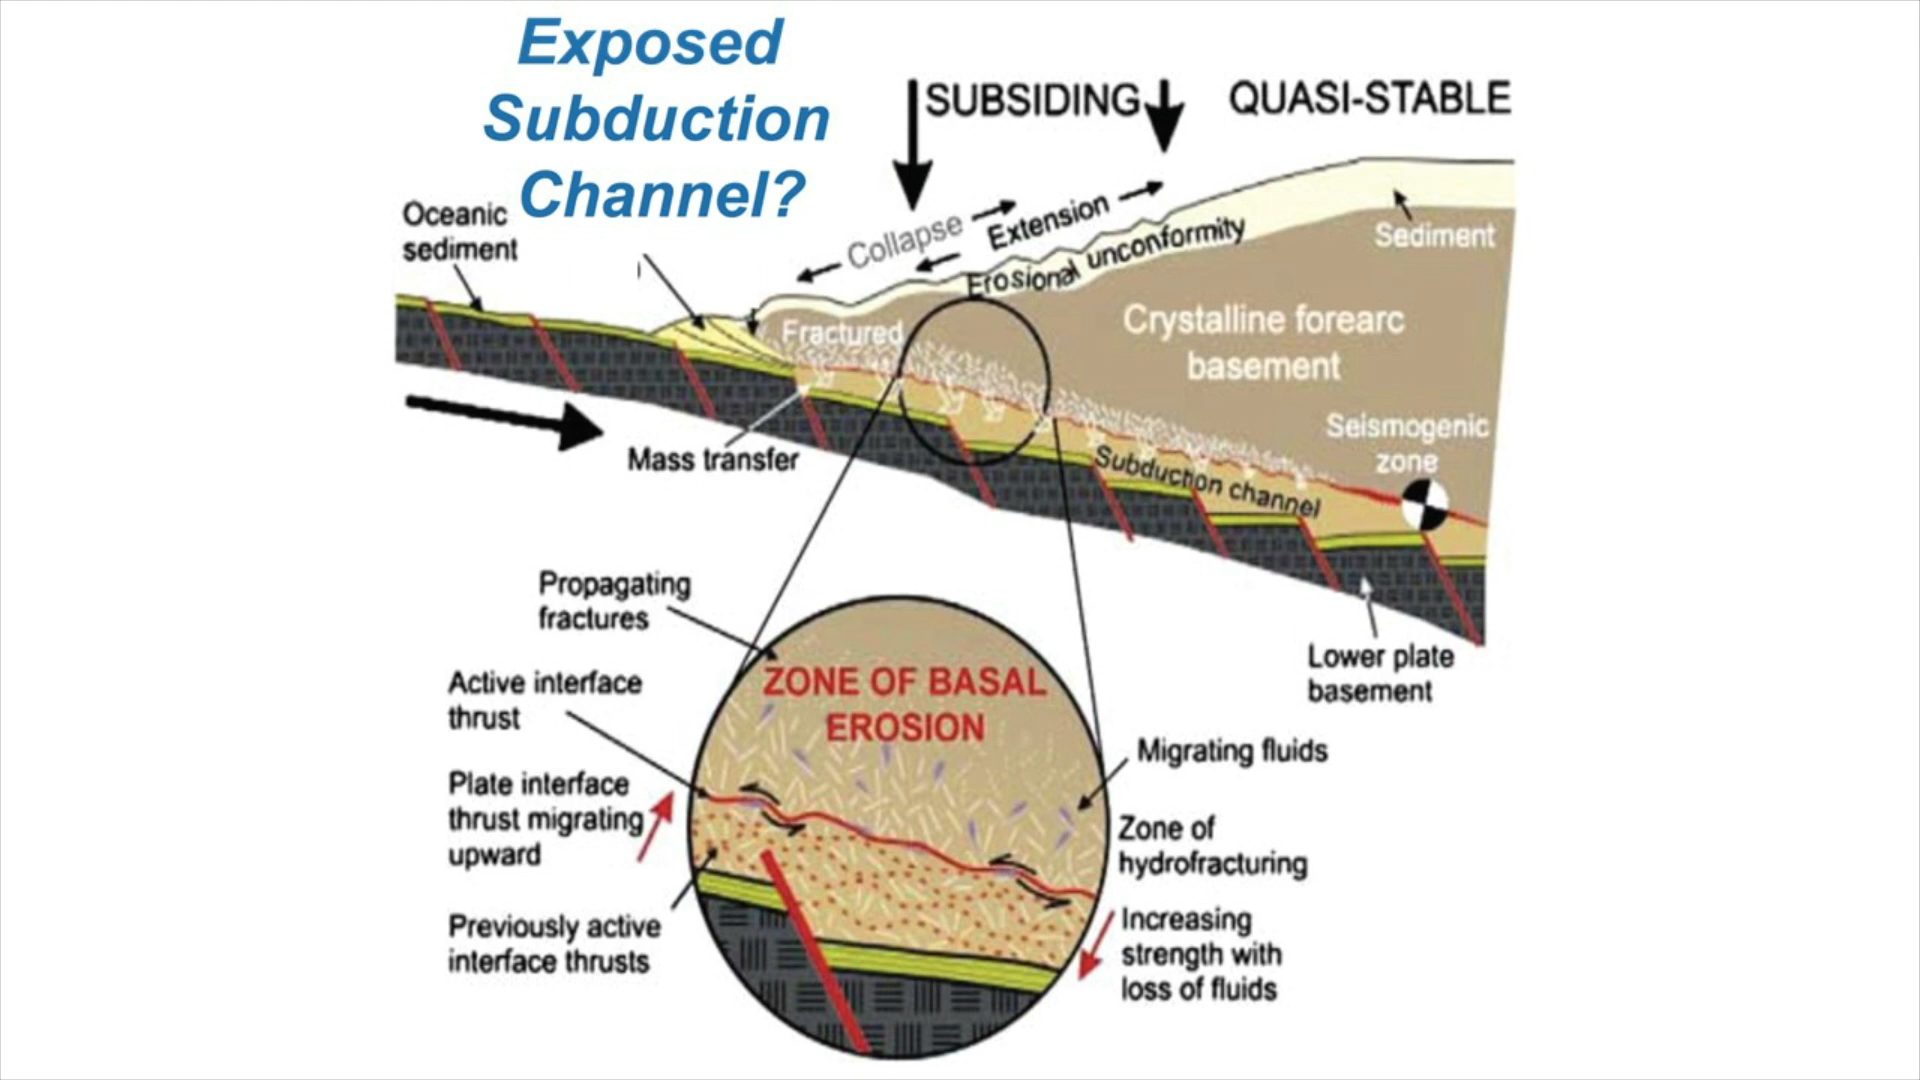 Exposed
Subduction
Channel?
SUBSIDING
QUASI-STABLE
Oceanic
sediment
Collapse
Extension
Erosional unconformity
Sediment
Fractured
Crystalline forearc
basement
Seismogenic
zone
Mass transfer
Subduction channel
Lower plate
basement
Propagating
fractures
ZONE OF BASAL
EROSION
Active interface
thrust
Migrating fluids
Plate interface
thrust migrating
upward
Zone of
hydrofracturing
Previously active
interface thrusts
Increasing
strength with
loss of fluids